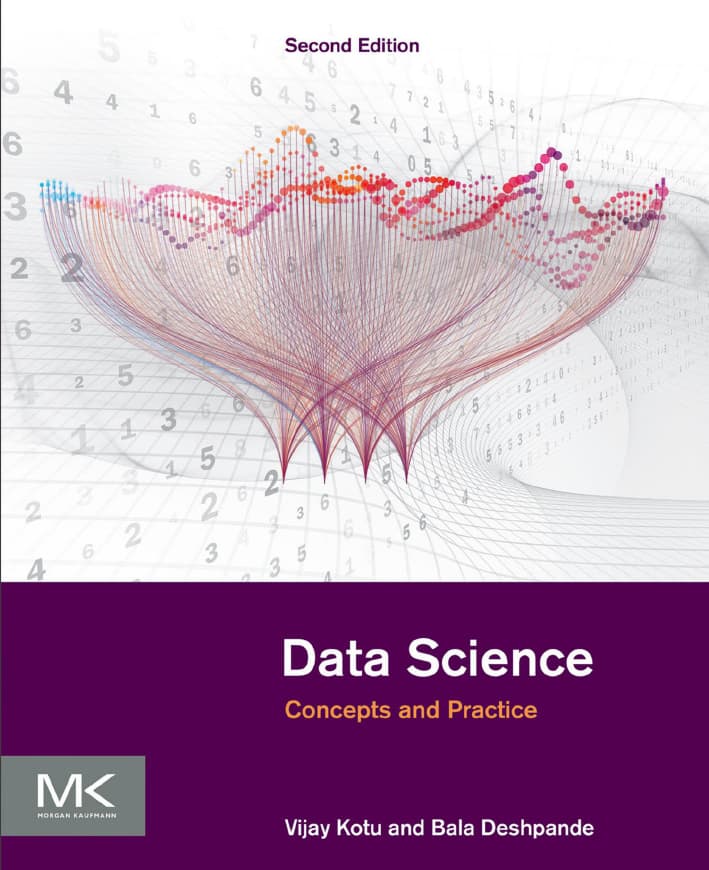 Second Edition
Data Science
Concepts and Practice
MK
MORGAN KAUFMANN
Vijay Kotu and Bala Deshpande